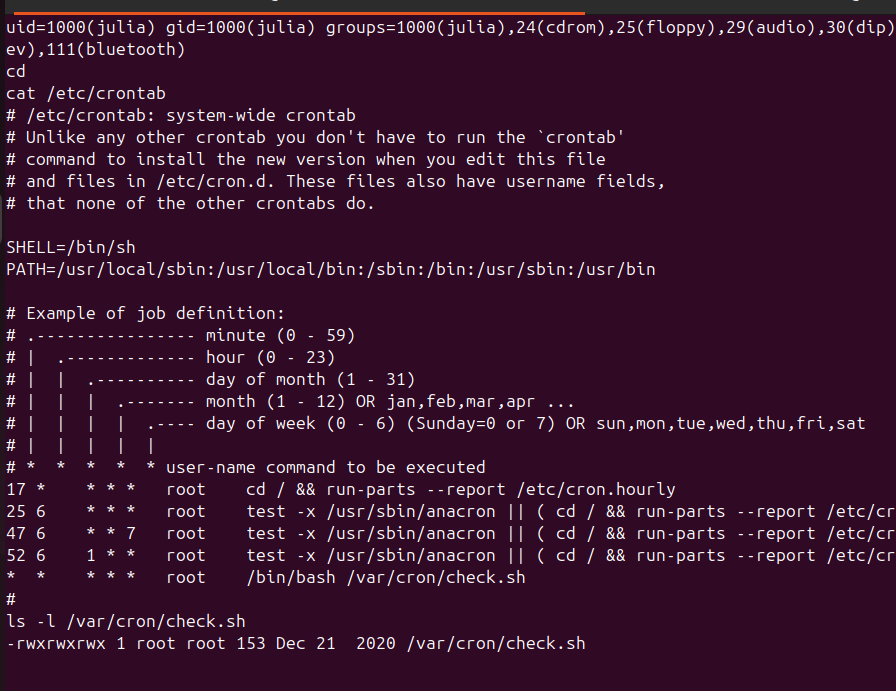 uid=1000(julia) gid=1000(julia) groups=1000(julia),24(cdrom),25(floppy),29(audio),30(dip)
ev),111(bluetooth)
cd
cat /etc/crontab
# /etc/crontab: system-wide crontab
# Unlike any other crontab you don't have to run the `crontab'
# command to install the new version when you edit this file
# and files in /etc/cron.d. These files also have username fields,
# that none of the other crontabs do.

SHELL=/bin/sh
PATH=/usr/local/sbin:/usr/local/bin:/sbin:/bin:/usr/sbin:/usr/bin

# Example of job definition:
# .---------------- minute (0 - 59)
# |  .------------- hour (0 - 23)
# |  |  .---------- day of month (1 - 31)
# |  |  |  .------- month (1 - 12) OR jan,feb,mar,apr ...
# |  |  |  |  .---- day of week (0 - 6) (Sunday=0 or 7) OR sun,mon,tue,wed,thu,fri,sat
# |  |  |  |  |
# *  *  *  *  * user-name command to be executed
17 *    * * *   root    cd / && run-parts --report /etc/cron.hourly
25 6    * * *   root    test -x /usr/sbin/anacron || ( cd / && run-parts --report /etc/cr
47 6    * * 7   root    test -x /usr/sbin/anacron || ( cd / && run-parts --report /etc/cr
52 6    1 * *   root    test -x /usr/sbin/anacron || ( cd / && run-parts --report /etc/cr
*  *    * * *   root    /bin/bash /var/cron/check.sh
#
ls -l /var/cron/check.sh
-rwxrwxrwx 1 root root 153 Dec 21  2020 /var/cron/check.sh